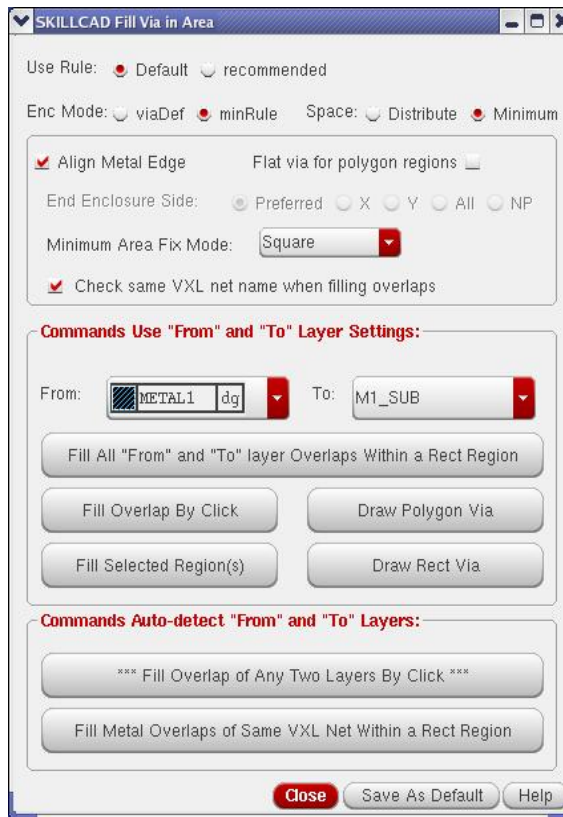 SKILLCAD Fill Via in Area
Use Rule: Default recommended
Enc Mode: viaDef minRule Space: Distribute Minimum
Align Metal Edge Flat via for polygon regions
End Enclosure Side: Preferred X Y All NP
Minimum Area Fix Mode: Square
Check same VXL net name when filling overlaps
Commands Use "From" and "To" Layer Settings:
From: METAL1 dg To: M1_SUB
Fill All "From" and "To" layer Overlaps Within a Rect Region
Fill Overlap By Click Draw Polygon Via
Fill Selected Region(s) Draw Rect Via
Commands Auto-detect "From" and "To" Layers:
*** Fill Overlap of Any Two Layers By Click ***
Fill Metal Overlaps of Same VXL Net Within a Rect Region
Close Save As Default Help